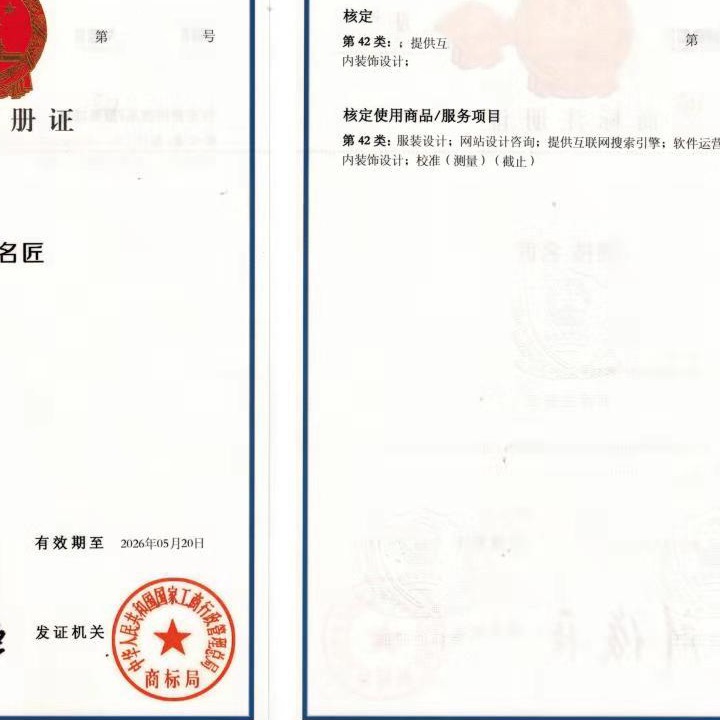 第 号
册 证
名匠
有效期至 2026年05月20日
发证机关
中华人民共和国国家工商行政管理总局
商标局
核定
第
第 42 类：；提供互
内装饰设计；
核定使用商品/服务项目
第 42 类：服装设计；网站设计咨询；提供互联网搜索引擎；软件运营
内装饰设计；校准（测量）（截止）